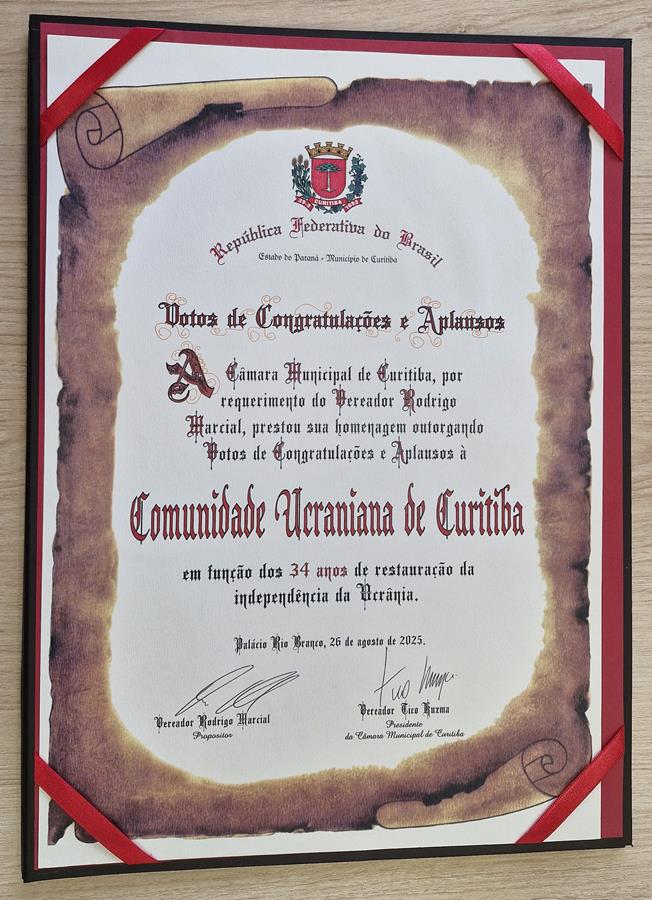 CURITIBA
República Federativa do Brasil
Estado do Paraná - Município de Curitiba
Votos de Congratulações e Aplausos
A Câmara Municipal de Curitiba, por
requerimento do Vereador Rodrigo
Marcial, prestou sua homenagem outorgando
Votos de Congratulações e Aplausos à
Comunidade Ucraniana de Curitiba
em função dos 34 anos de restauração da
independência da Ucrânia.
Palácio Rio Branco, 26 de agosto de 2025.
Vereador Rodrigo Marcial
Propositor
Vereador Tico Kuzma
Presidente
da Câmara Municipal de Curitiba